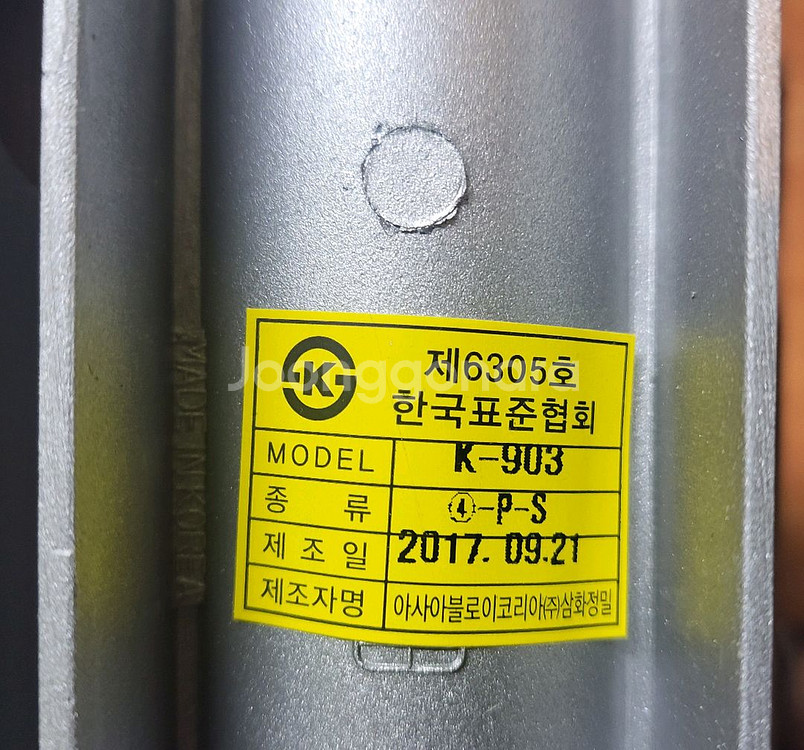 K
제6305호
한국표준협회
Joonggonara
MODEL K-903
종 류 ④-P-S
제 조 일 2017. 09.21
제조자명 아사아블로이코리아(주)삼화정밀
MADE IN KOREA